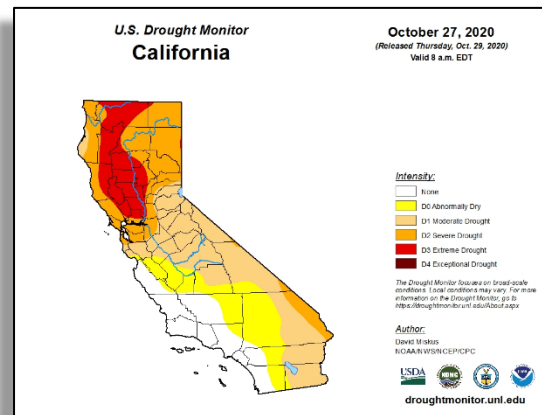 U.S. Drought Monitor
California
October 27, 2020
(Released Thursday, Oct. 29, 2020)
Valid 8 a.m. EDT
Intensity:
None
D0 Abnormally Dry
D1 Moderate Drought
D2 Severe Drought
D3 Extreme Drought
D4 Exceptional Drought
The Drought Monitor focuses on broad-scale
conditions. Local conditions may vary. For more
information on the Drought Monitor, go to
https://droughtmonitor.unl.edu/About.aspx
Author:
David Miskus
NOAA/NWS/NCEP/CPC
USDA
NDMC
droughtmonitor.unl.edu